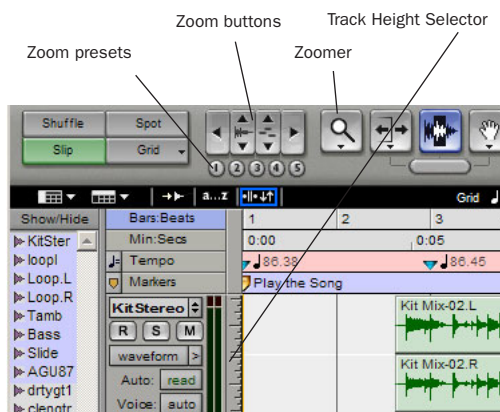 Track Height Selector
Zoom buttons
Zoom presets
Zoomer
Shuffle Spot
Slip Grid
1 2 3 4 5
a...z
Grid
Show/Hide Bars:Beats 1 2 3
Min:Secs 0:00 0:05
Tempo 86.38 86.45
Markers Play the Song
KitSter
loopl
Loop.L
Loop.R
Tamb
Bass
Slide
AGU87
drtygt1
clengtr
KitStereo
R S M
waveform
Auto: read
Voice: auto
Kit Mix-02.L
Kit Mix-02.R